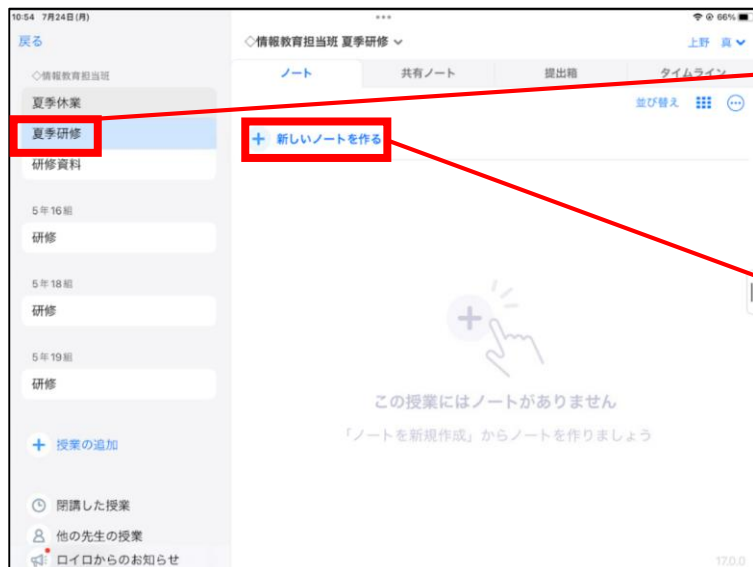 10:54 7月24日(月)
66%
戻る
◇情報教育担当班 夏季研修
上野 真
◇情報教育担当班
夏季休業
夏季研修
研修資料
5年16組
研修
5年18組
研修
5年19組
研修
+ 授業の追加
閉講した授業
他の先生の授業
ロイロからのお知らせ
ノート
共有ノート
提出箱
タイムライン
並び替え
+ 新しいノートを作る
この授業にはノートがありません
「ノートを新規作成」からノートを作りましょう
17.0.0